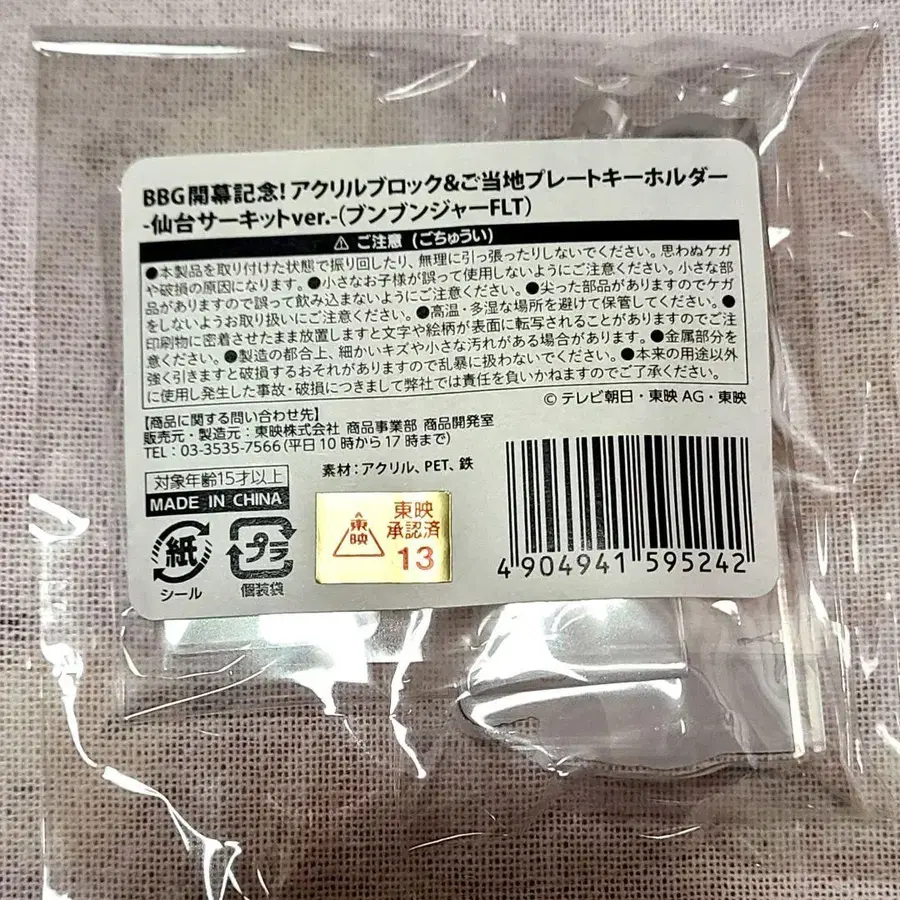 BBG開幕記念!アクリルブロック&ご当地プレートキーホルダー
-仙台サーキットver.-(ブンブンジャーFLT)
⚠ ご注意(ごちゅうい)
●本製品を取り付けた状態で振り回したり、無理に引っ張ったりしないでください。思わぬケガ
や破損の原因になります。●小さなお子様が誤って使用しないようにご注意ください。小さな部
品がありますので誤って飲み込まないようにご注意ください。●尖った部品がありますのでケガ
をしないようお取り扱いにご注意ください。●高温・多湿な場所を避けて保管してください。●
印刷物に密着させたまま放置しますと文字や絵柄が表面に転写されることがありますのでご注
意ください。●製造の都合上、細かいキズや小さな汚れがある場合があります。●金属部分を
強く引きますと破損するおそれがありますので乱暴に扱わないでください。●本来の用途以外
に使用し発生した事故・破損につきまして弊社では責任を負いかねますのでご了承ください。
© テレビ朝日・東映 AG・東映
【商品に関する問い合わせ先】
販売元・製造元:東映株式会社 商品事業部 商品開発室
TEL:03-3535-7566(平日10時から17時まで)
対象年齢15才以上
素材:アクリル、PET、鉄
MADE IN CHINA
紙
シール
プラ
個装袋
東映
東映
承認済
13
4904941 595242